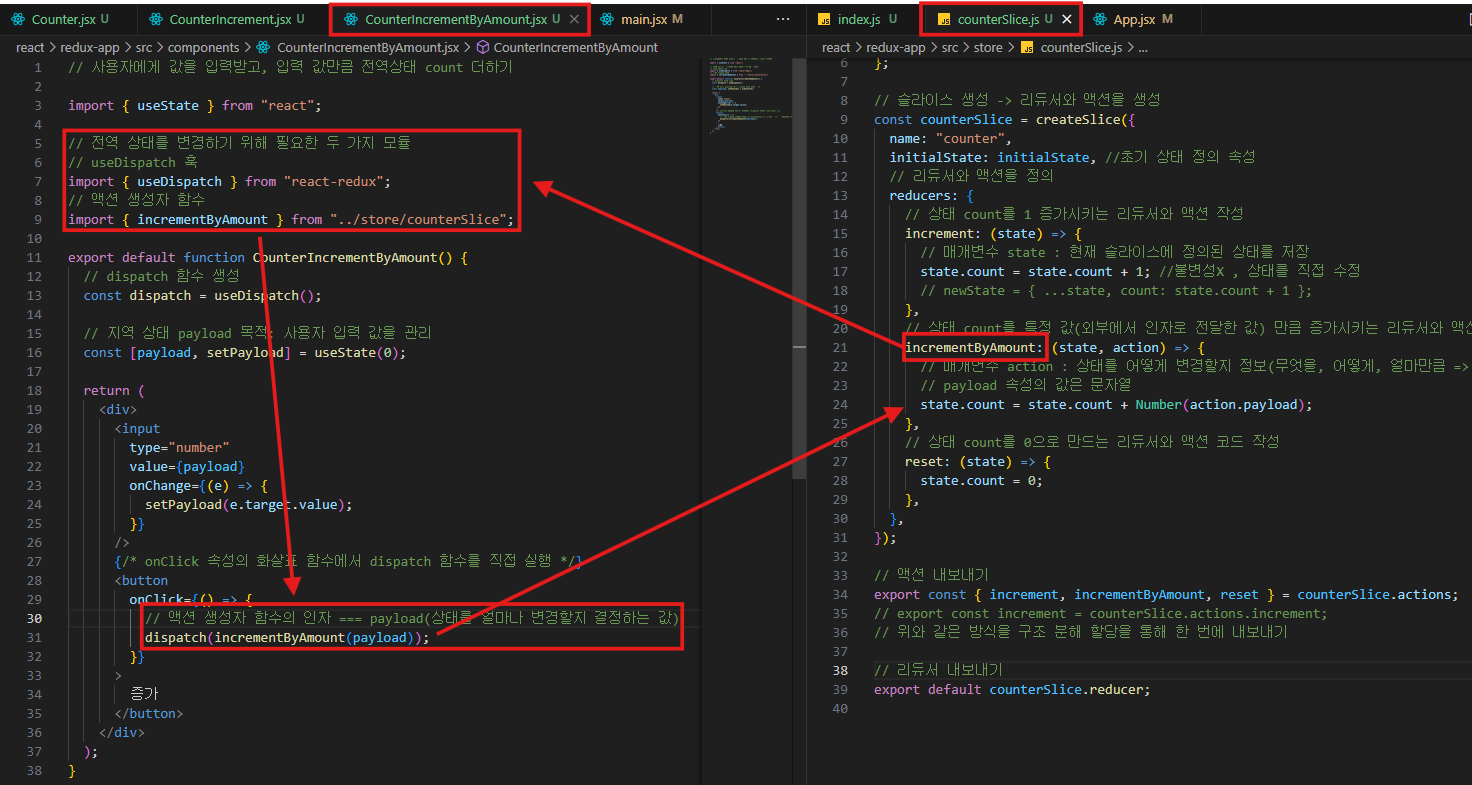 Counter.jsx U
CounterIncrement.jsx U
CounterIncrementByAmount.jsx U
main.jsx M
react > redux-app > src > components > CounterIncrementByAmount.jsx > CounterIncrementByAmount
1 // 사용자에게 값을 입력받고, 입력 값만큼 전역상태 count 더하기
2
3 import { useState } from "react";
4
5 // 전역 상태를 변경하기 위해 필요한 두 가지 모듈
6 // useDispatch 훅
7 import { useDispatch } from "react-redux";
8 // 액션 생성자 함수
9 import { incrementByAmount } from "../store/counterSlice";
10
11 export default function CounterIncrementByAmount() {
12 // dispatch 함수 생성
13 const dispatch = useDispatch();
14
15 // 지역 상태 payload 목적: 사용자 입력 값을 관리
16 const [payload, setPayload] = useState(0);
17
18 return (
19 <div>
20 <input
21 type="number"
22 value={payload}
23 onChange={(e) => {
24 setPayload(e.target.value);
25 }}
26 />
27 {/* onClick 속성의 화살표 함수에서 dispatch 함수를 직접 실행 */}
28 <button
29 onClick={() => {
30 // 액션 생성자 함수의 인자 === payload(상태를 얼마나 변경할지 결정하는 값)
31 dispatch(incrementByAmount(payload));
32 }}
33 >
34 증가
35 </button>
36 </div>
37 );
38 }
index.js U
counterSlice.js U
App.jsx M
react > redux-app > src > store > counterSlice.js > ...
6 };
7
8 // 슬라이스 생성 -> 리듀서와 액션을 생성
9 const counterSlice = createSlice({
10 name: "counter",
11 initialState: initialState, //초기 상태 정의 속성
12 // 리듀서와 액션을 정의
13 reducers: {
14 // 상태 count를 1 증가시키는 리듀서와 액션 작성
15 increment: (state) => {
16 // 매개변수 state : 현재 슬라이스에 정의된 상태를 저장
17 state.count = state.count + 1; //불변성X , 상태를 직접 수정
18 // newState = { ...state, count: state.count + 1 };
19 },
20 // 상태 count를 특정 값(외부에서 인자로 전달한 값) 만큼 증가시키는 리듀서와 액션
21 incrementByAmount: (state, action) => {
22 // 매개변수 action : 상태를 어떻게 변경할지 정보(무엇을, 어떻게, 얼마만큼 =>
23 // payload 속성의 값은 문자열
24 state.count = state.count + Number(action.payload);
25 },
26 // 상태 count를 0으로 만드는 리듀서와 액션 코드 작성
27 reset: (state) => {
28 state.count = 0;
29 },
30 },
31 });
32
33 // 액션 내보내기
34 export const { increment, incrementByAmount, reset } = counterSlice.actions;
35 // export const increment = counterSlice.actions.increment;
36 // 위와 같은 방식을 구조 분해 할당을 통해 한 번에 내보내기
37
38 // 리듀서 내보내기
39 export default counterSlice.reducer;
40